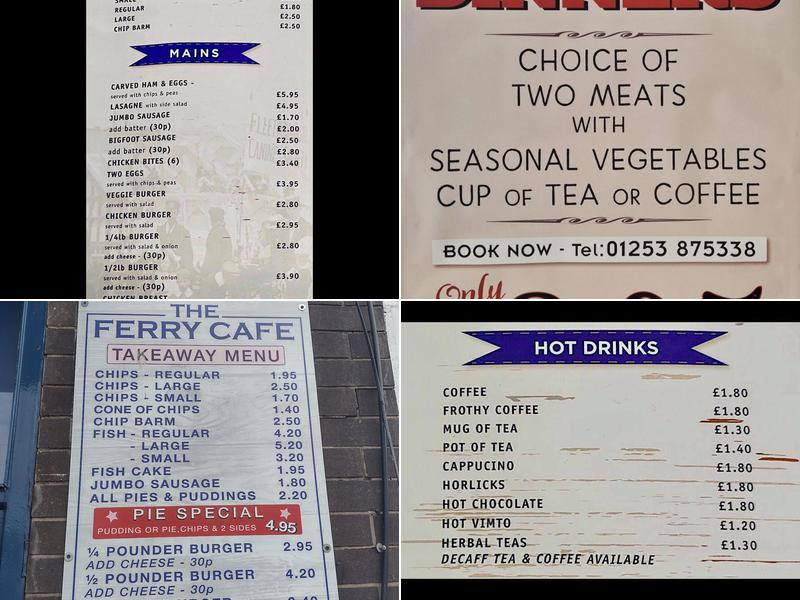 SMALL
REGULAR £1.80
LARGE £2.50
CHIP BARM £2.50
MAINS
CARVED HAM & EGGS -
served with chips & peas £5.95
LASAGNE with side salad £4.95
JUMBO SAUSAGE £1.70
add batter (30p) £2.00
BIGFOOT SAUSAGE £2.50
add batter (30p) £2.80
CHICKEN BITES (6) £3.40
TWO EGGS
served with chips & peas £3.95
VEGGIE BURGER
served with salad £2.80
CHICKEN BURGER
served with salad £2.95
1/4lb BURGER
served with salad & onion £2.80
add cheese - (30p)
1/2lb BURGER
served with salad & onion £3.90
add cheese - (30p)
CHICKEN BREAST
DINNERS
CHOICE OF
TWO MEATS
WITH
SEASONAL VEGETABLES
CUP OF TEA OR COFFEE
BOOK NOW - Tel:01253 875338
Only
THE
FERRY CAFE
TAKEAWAY MENU
CHIPS - REGULAR 1.95
CHIPS - LARGE 2.50
CHIPS - SMALL 1.70
CONE OF CHIPS 1.40
CHIP BARM 2.50
FISH - REGULAR 4.20
- LARGE 5.20
- SMALL 3.20
FISH CAKE 1.95
JUMBO SAUSAGE 1.80
ALL PIES & PUDDINGS 2.20
PIE SPECIAL
PUDDING OR PIE,CHIPS & 2 SIDES 4.95
¼ POUNDER BURGER 2.95
ADD CHEESE - 30p
½ POUNDER BURGER 4.20
ADD CHEESE - 30p
HOT DRINKS
COFFEE £1.80
FROTHY COFFEE £1.80
MUG OF TEA £1.30
POT OF TEA £1.40
CAPPUCINO £1.80
HORLICKS £1.80
HOT CHOCOLATE £1.80
HOT VIMTO £1.20
HERBAL TEAS £1.30
DECAFF TEA & COFFEE AVAILABLE